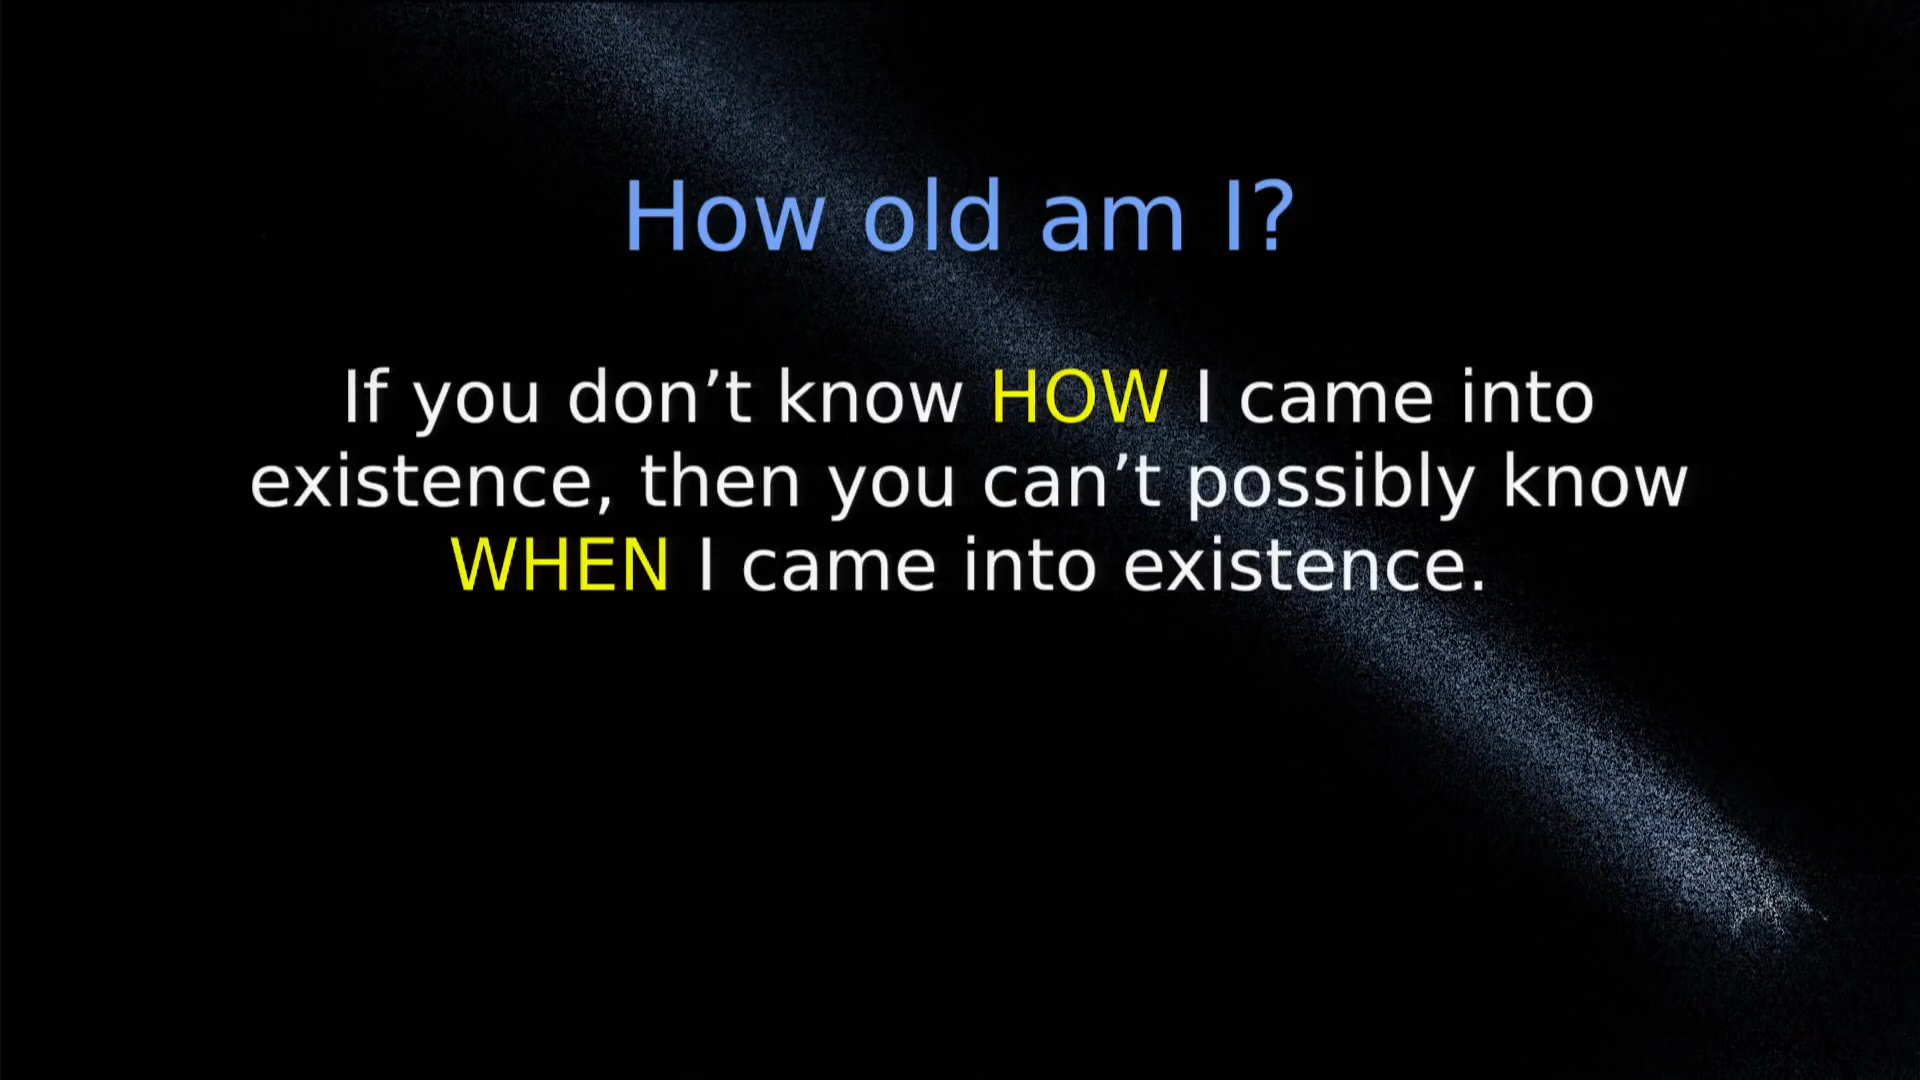 How old am I?
If you don’t know HOW I came into
existence, then you can’t possibly know
WHEN I came into existence.